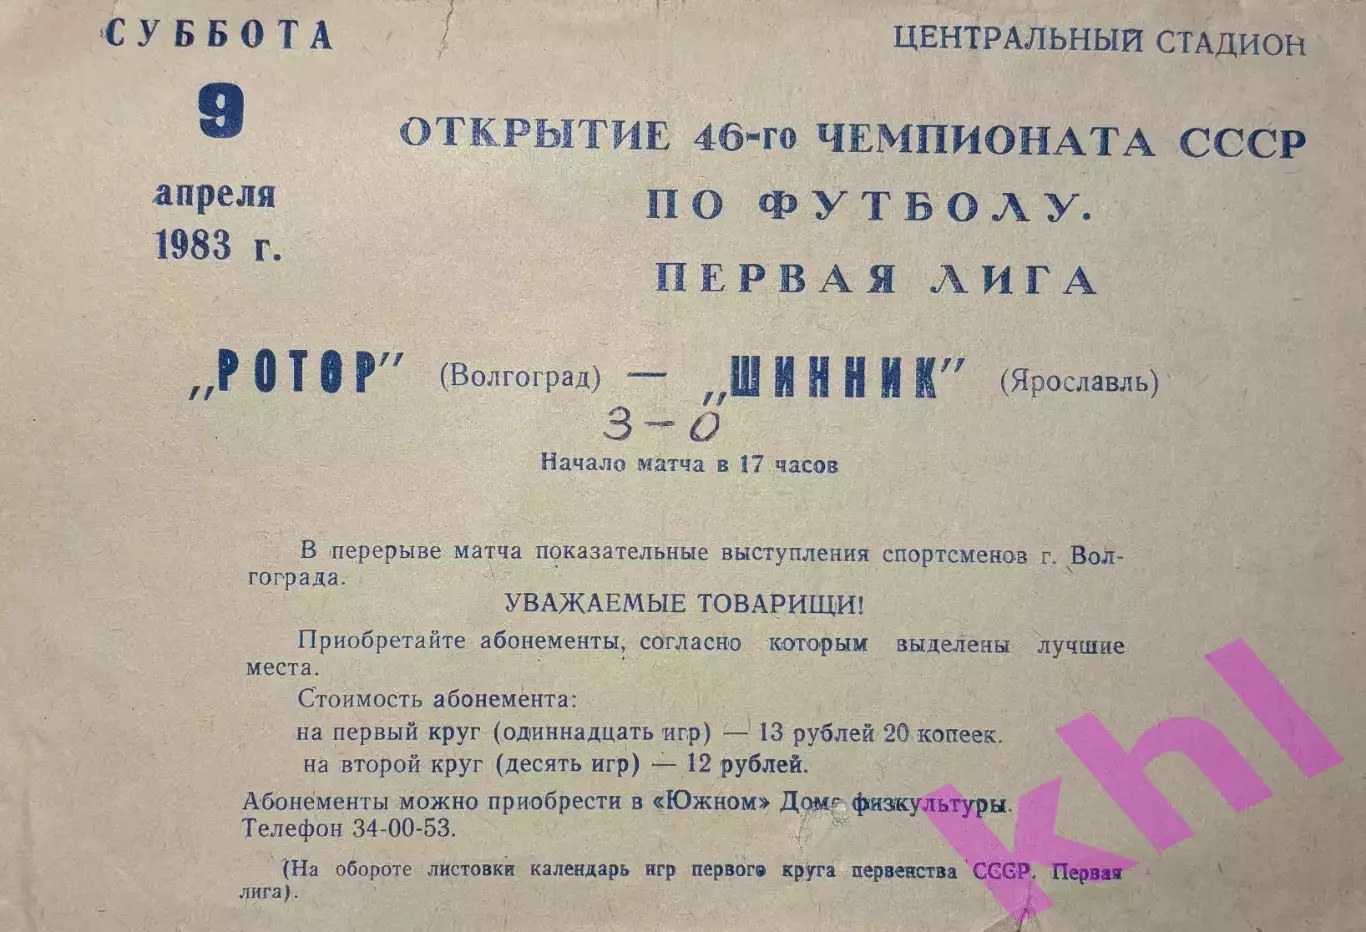 СУББОТА
9
апреля
1983 г.
ЦЕНТРАЛЬНЫЙ СТАДИОН
ОТКРЫТИЕ 46-го ЧЕМПИОНАТА СССР
ПО ФУТБОЛУ.
ПЕРВАЯ ЛИГА
„РОТОР" (Волгоград) — „ШИННИК" (Ярославль)
3-0
Начало матча в 17 часов
В перерыве матча показательные выступления спортсменов г. Вол-
гограда.
УВАЖАЕМЫЕ ТОВАРИЩИ!
Приобретайте абонементы, согласно которым выделены лучшие
места.
Стоимость абонемента:
на первый круг (одиннадцать игр) — 13 рублей 20 копеек.
на второй круг (десять игр) — 12 рублей.
Абонементы можно приобрести в «Южном» Доме физкультуры.
Телефон 34-00-53.
(На обороте листовки календарь игр первого круга первенства СССР. Первая
лига).
khl